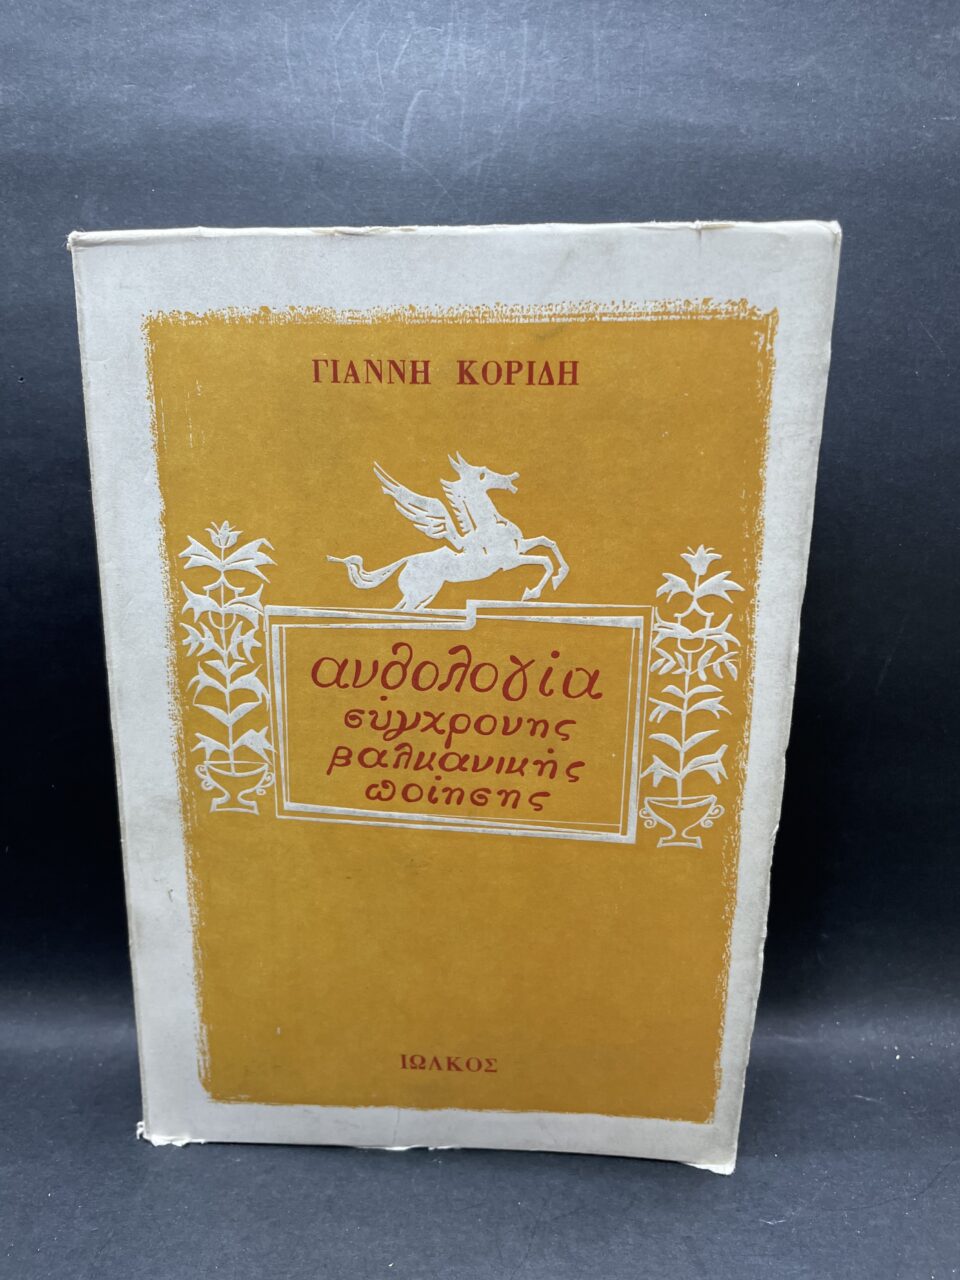 ΓΙΑΝΝΗ ΚΟΡΙΔΗ
ανθολογία
σύγχρονης
βαλκανικής
ποίησης
ΙΩΛΚΟΣ